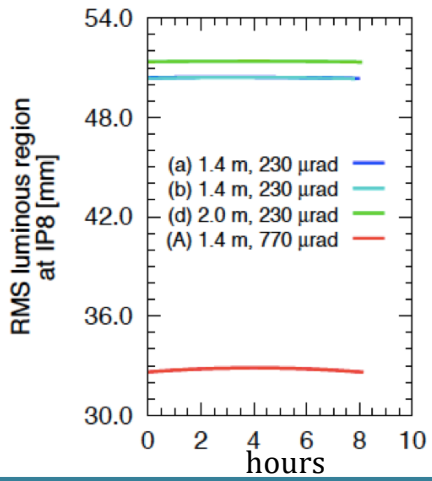 54.0
48.0
42.0
36.0
30.0
RMS luminous region
at IP8 [mm]
(a) 1.4 m, 230 μrad
(b) 1.4 m, 230 μrad
(d) 2.0 m, 230 μrad
(A) 1.4 m, 770 μrad
0 2 4 6 8 10
hours